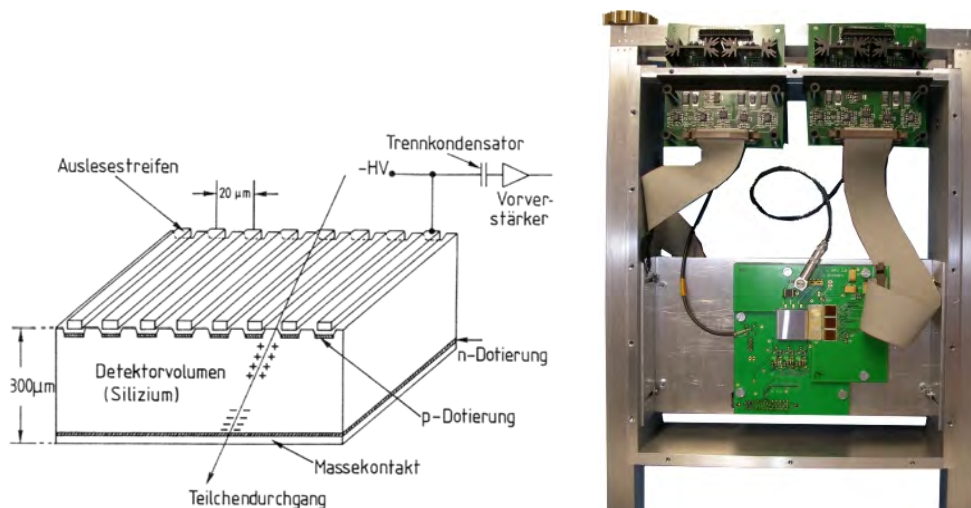 Trennkondensator
Auslesestreifen
-HV
20 µm
Vorver-
stärker
n-Dotierung
300µm
Detektorvolumen
(Silizium)
p-Dotierung
Massekontakt
Teilchendurchgang